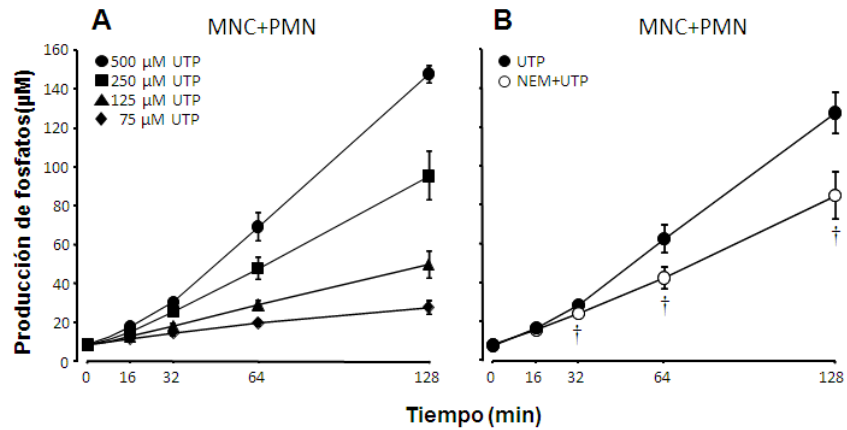 A
MNC+PMN
500 µM UTP
250 µM UTP
125 µM UTP
75 µM UTP
Producción de fosfatos(µM)
160
140
120
100
80
60
40
20
0
0 16 32 64 128
B
MNC+PMN
UTP
NEM+UTP
†
†
†
0 16 32 64 128
Tiempo (min)